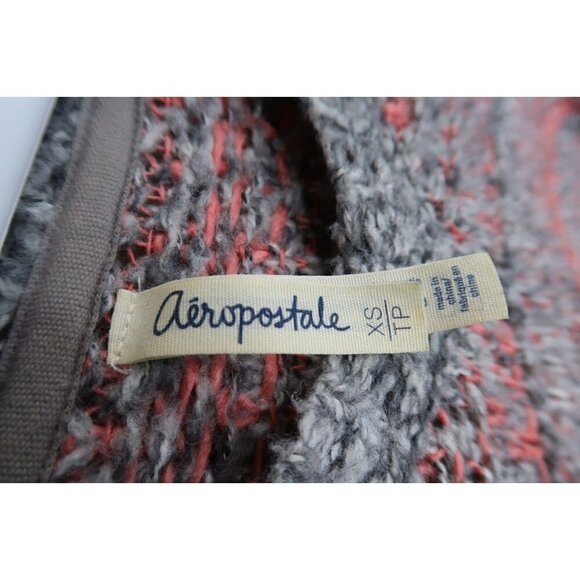 aéropostale
XS
TP
made in
china/
fabriqué en
chine